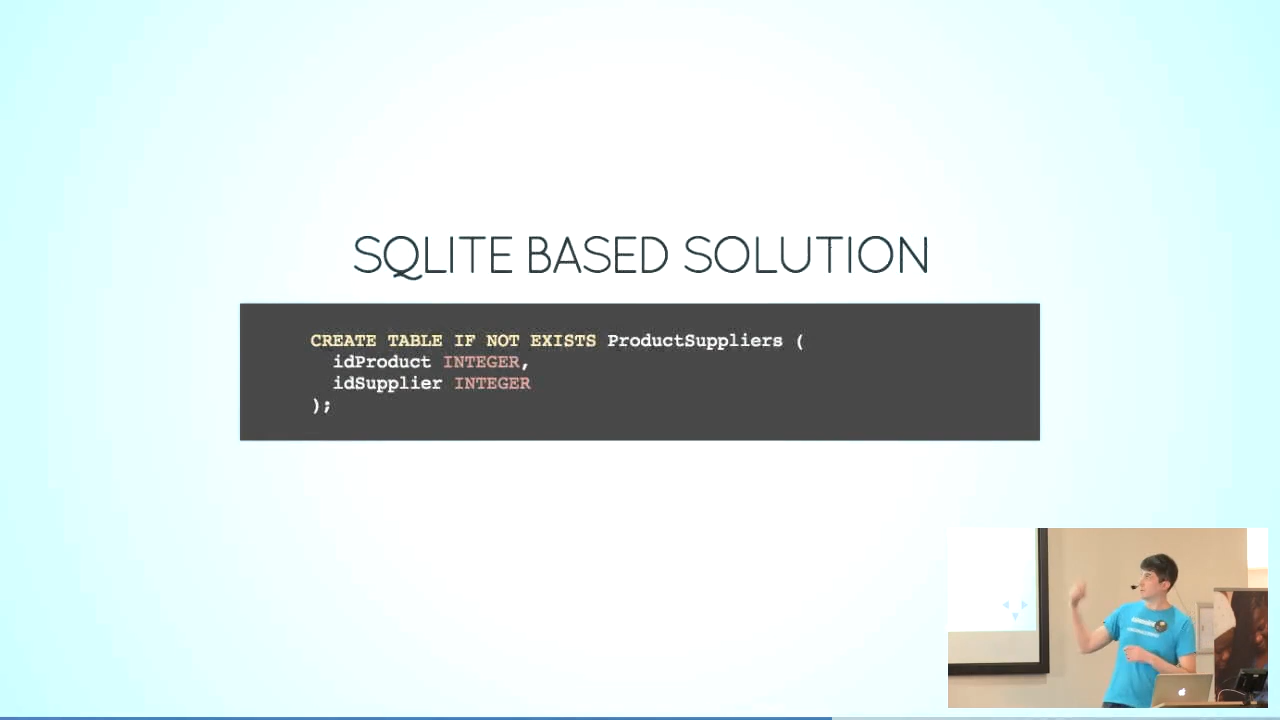 SQLITE BASED SOLUTION
CREATE TABLE IF NOT EXISTS ProductSuppliers (
idProduct INTEGER,
idSupplier INTEGER
);